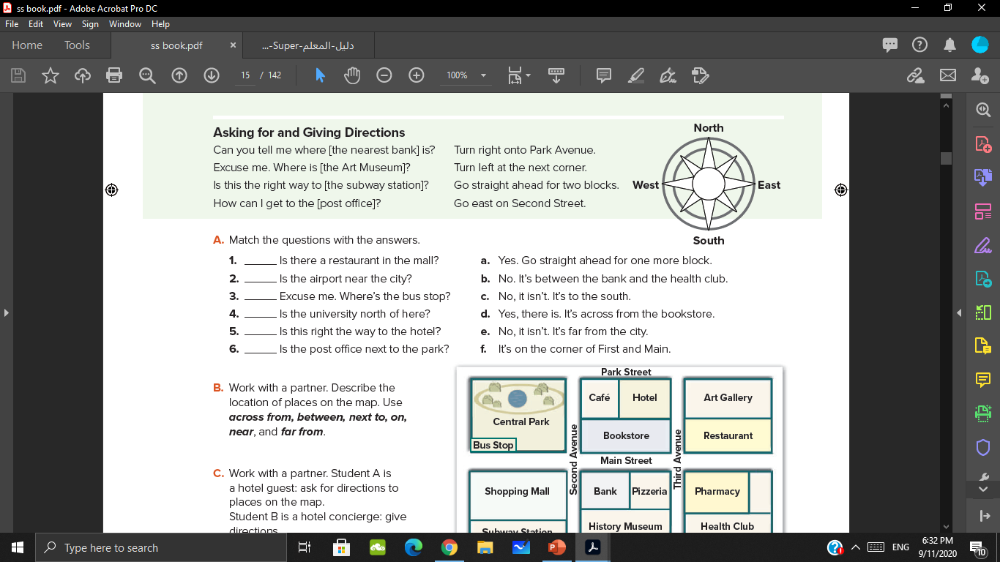 ss book.pdf - Adobe Acrobat Pro DC
File Edit View Sign Window Help
Home Tools ss book.pdf × ...-Super-دليل-المعلم
15 / 142 100%
Asking for and Giving Directions
Can you tell me where [the nearest bank] is?
Excuse me. Where is [the Art Museum]?
Is this the right way to [the subway station]?
How can I get to the [post office]?
Turn right onto Park Avenue.
Turn left at the next corner.
Go straight ahead for two blocks.
Go east on Second Street.
North
West
East
South
A. Match the questions with the answers.
1. ______ Is there a restaurant in the mall?
2. ______ Is the airport near the city?
3. ______ Excuse me. Where's the bus stop?
4. ______ Is the university north of here?
5. ______ Is this right the way to the hotel?
6. ______ Is the post office next to the park?
a. Yes. Go straight ahead for one more block.
b. No. It's between the bank and the health club.
c. No, it isn't. It's to the south.
d. Yes, there is. It's across from the bookstore.
e. No, it isn't. It's far from the city.
f. It's on the corner of First and Main.
B. Work with a partner. Describe the
location of places on the map. Use
across from, between, next to, on,
near, and far from.
C. Work with a partner. Student A is
a hotel guest: ask for directions to
places on the map.
Student B is a hotel concierge: give
directions.
Park Street
Central Park
Bus Stop
Café
Hotel
Bookstore
Art Gallery
Restaurant
Second Avenue
Main Street
Third Avenue
Shopping Mall
Subway Station
Bank
Pizzeria
History Museum
Pharmacy
Health Club
Type here to search
ENG
6:32 PM
9/11/2020
10